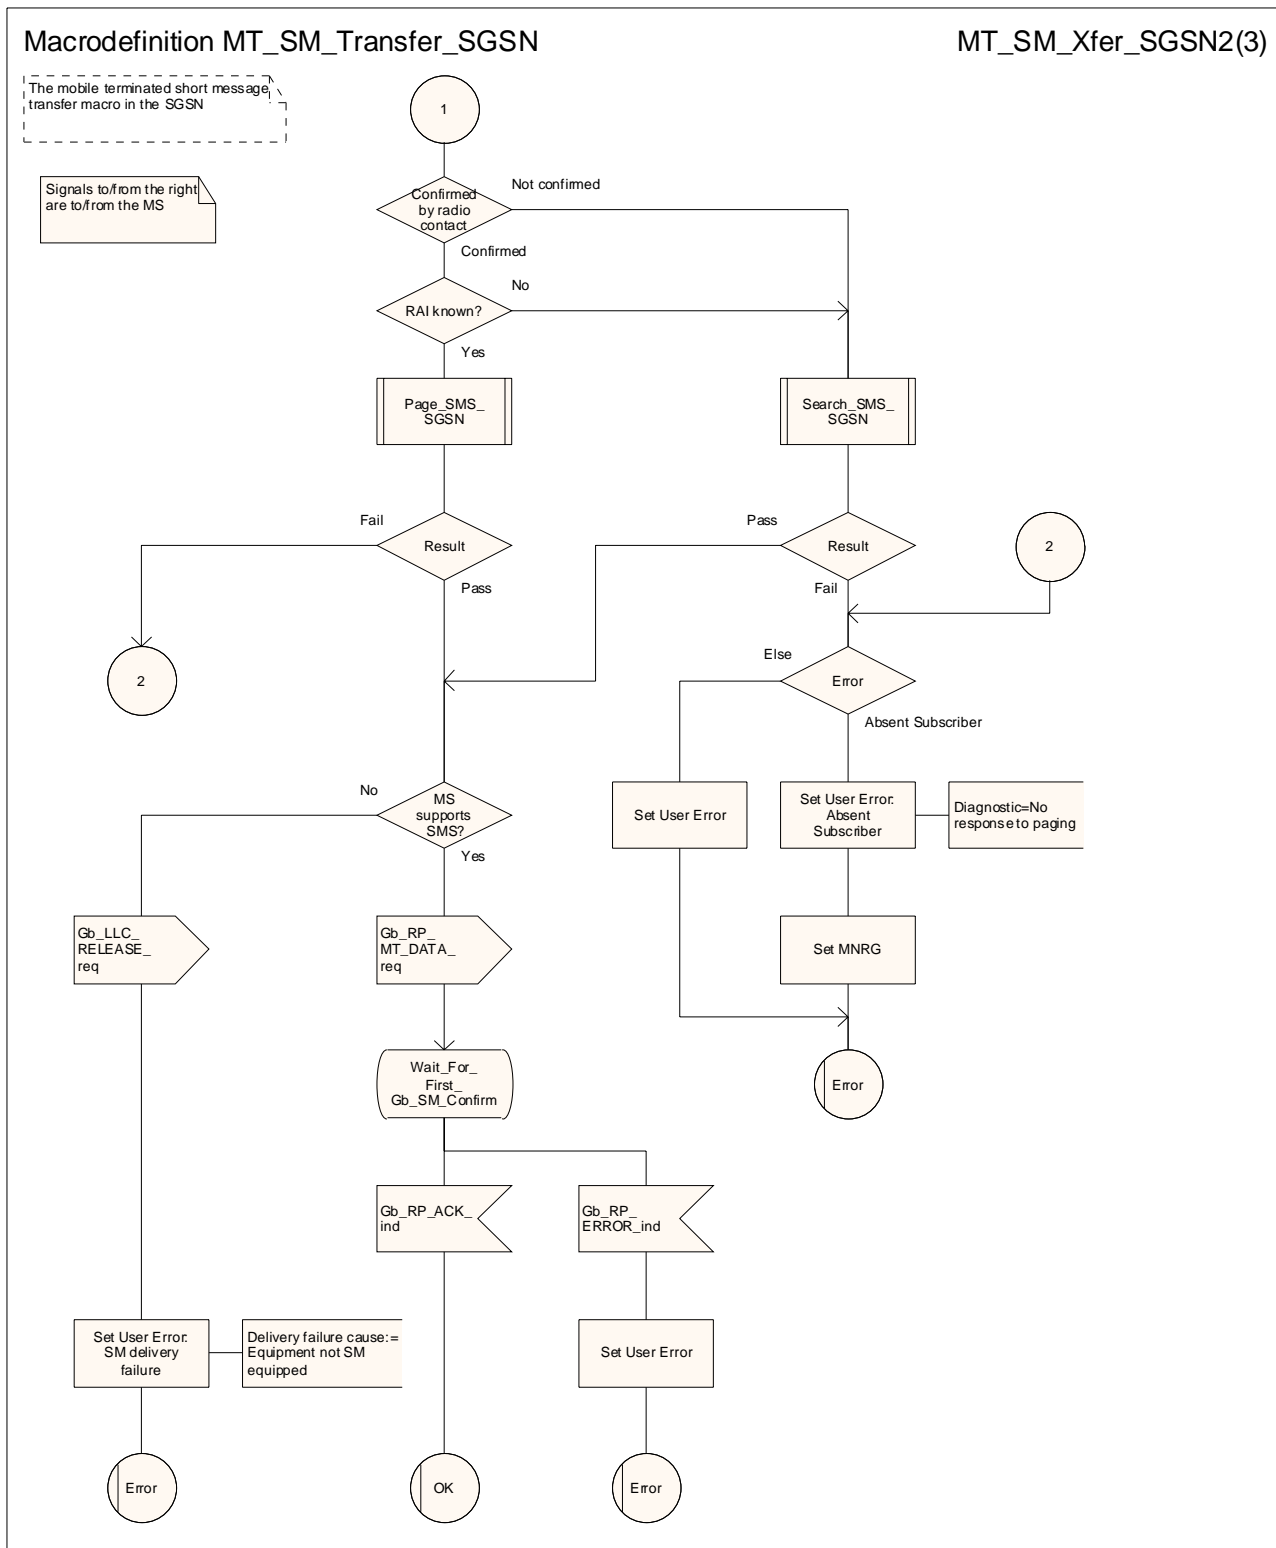 Macrodefinition MT_SM_Transfer_SGSN
MT_SM_Xfer_SGSN2(3)
The mobile terminated short message
transfer macro in the SGSN
1
Signals to/from the right
are to/from the MS
Confirmed
by radio
contact
Not confirmed
Confirmed
RAI known?
No
Yes
Page_SMS_
SGSN
Search_SMS_
SGSN
Fail
Result
Pass
Pass
Result
Fail
2
2
Else
Error
Absent Subscriber
No
MS
supports
SMS?
Yes
Set User Error
Set User Error:
Absent
Subscriber
Diagnostic=No
response to paging
Gb_LLC_
RELEASE_
req
Gb_RP_
MT_DATA_
req
Set MNRG
Wait_For_
First_
Gb_SM_Confirm
Error
Gb_RP_ACK_
ind
Gb_RP_
ERROR_ind
Set User Error:
SM delivery
failure
Delivery failure cause:=
Equipment not SM
equipped
Set User Error
Error
OK
Error